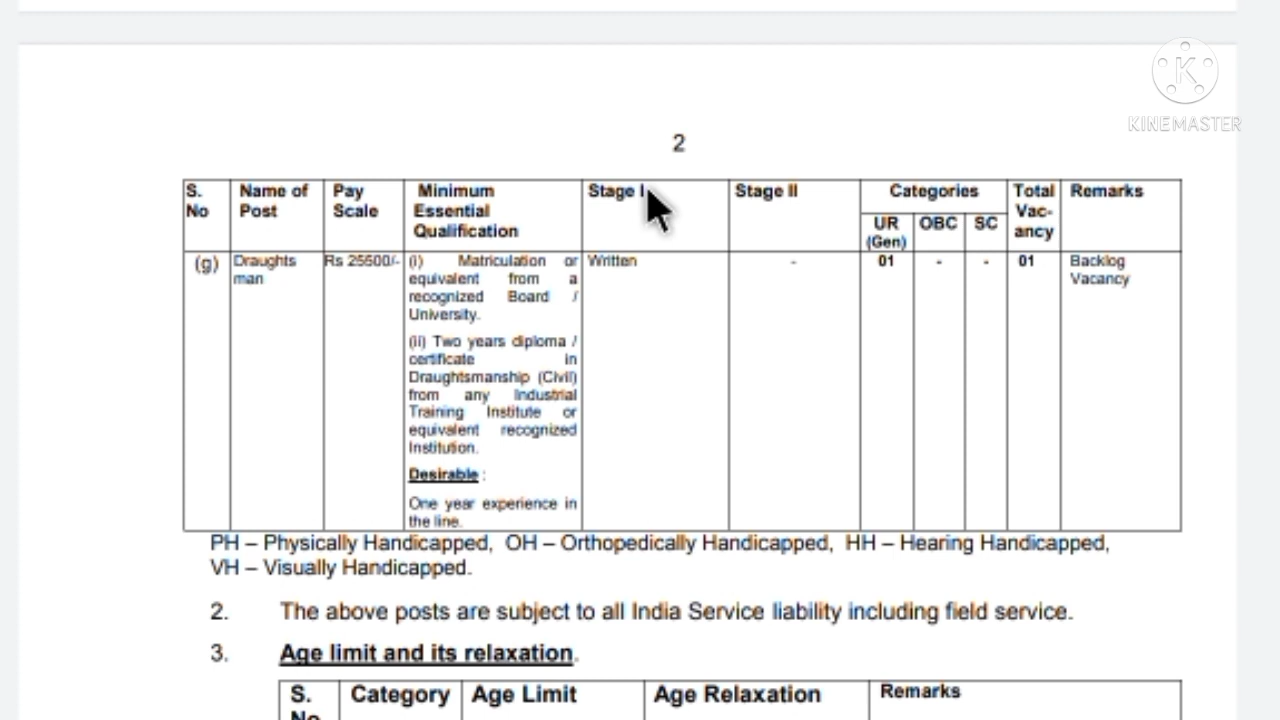 KINEMASTER
2
S. No | Name of Post | Pay Scale | Minimum Essential Qualification | Stage I | Stage II | Categories | Total Vac-ancy | Remarks
UR (Gen) | OBC | SC
(g) | Draughts man | Rs 25500/- | (i) Matriculation or equivalent from a recognized Board / University. | Written | - | 01 | - | - | 01 | Backlog Vacancy
(ii) Two years diploma / certificate in Draughtsmanship (Civil) from any Industrial Training Institute or equivalent recognized Institution.
Desirable :
One year experience in the line.
PH – Physically Handicapped, OH – Orthopedically Handicapped, HH – Hearing Handicapped,
VH – Visually Handicapped.
2. The above posts are subject to all India Service liability including field service.
3. Age limit and its relaxation.
S. No | Category | Age Limit | Age Relaxation | Remarks